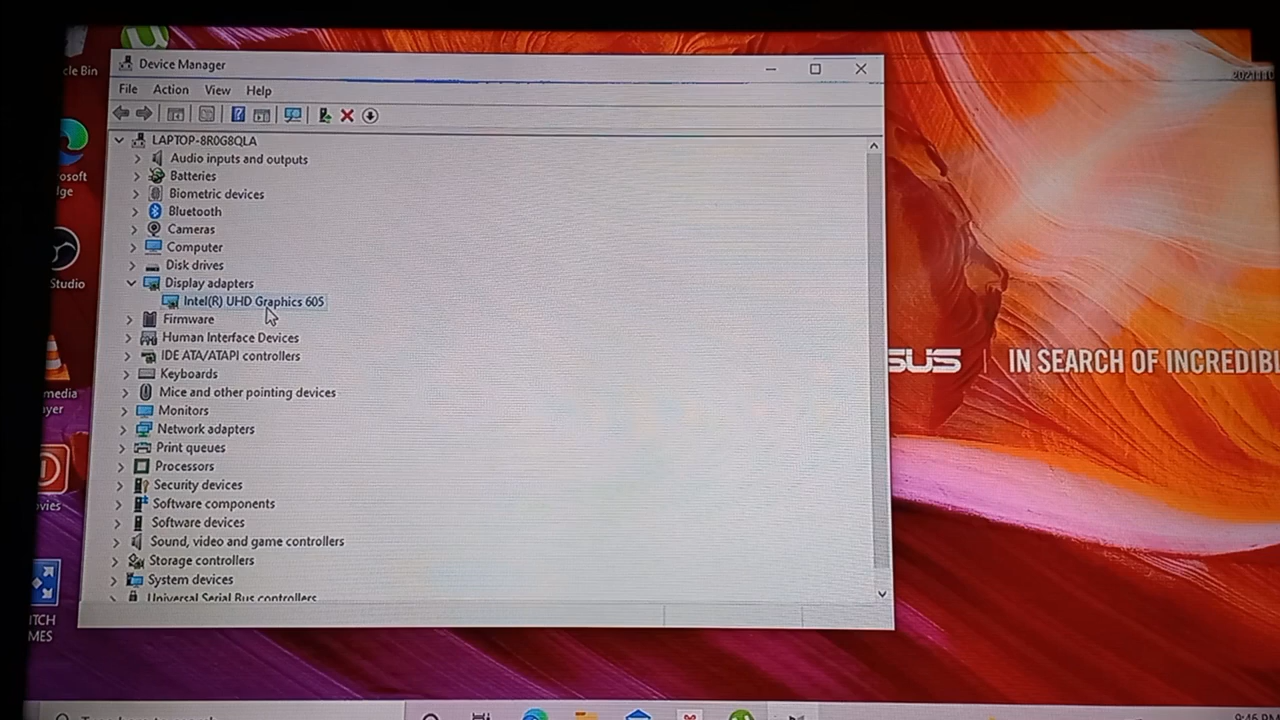 cle Bin
Device Manager
File Action View Help
LAPTOP-8R0G8QLA
Audio inputs and outputs
Batteries
Biometric devices
Bluetooth
Cameras
Computer
Disk drives
Display adapters
Intel(R) UHD Graphics 605
Firmware
Human Interface Devices
IDE ATA/ATAPI controllers
Keyboards
Mice and other pointing devices
Monitors
Network adapters
Print queues
Processors
Security devices
Software components
Software devices
Sound, video and game controllers
Storage controllers
System devices
Universal Serial Bus controllers
osoft
lge
Studio
media
ayer
ovies
ITCH
MES
SUS | IN SEARCH OF INCREDIBL